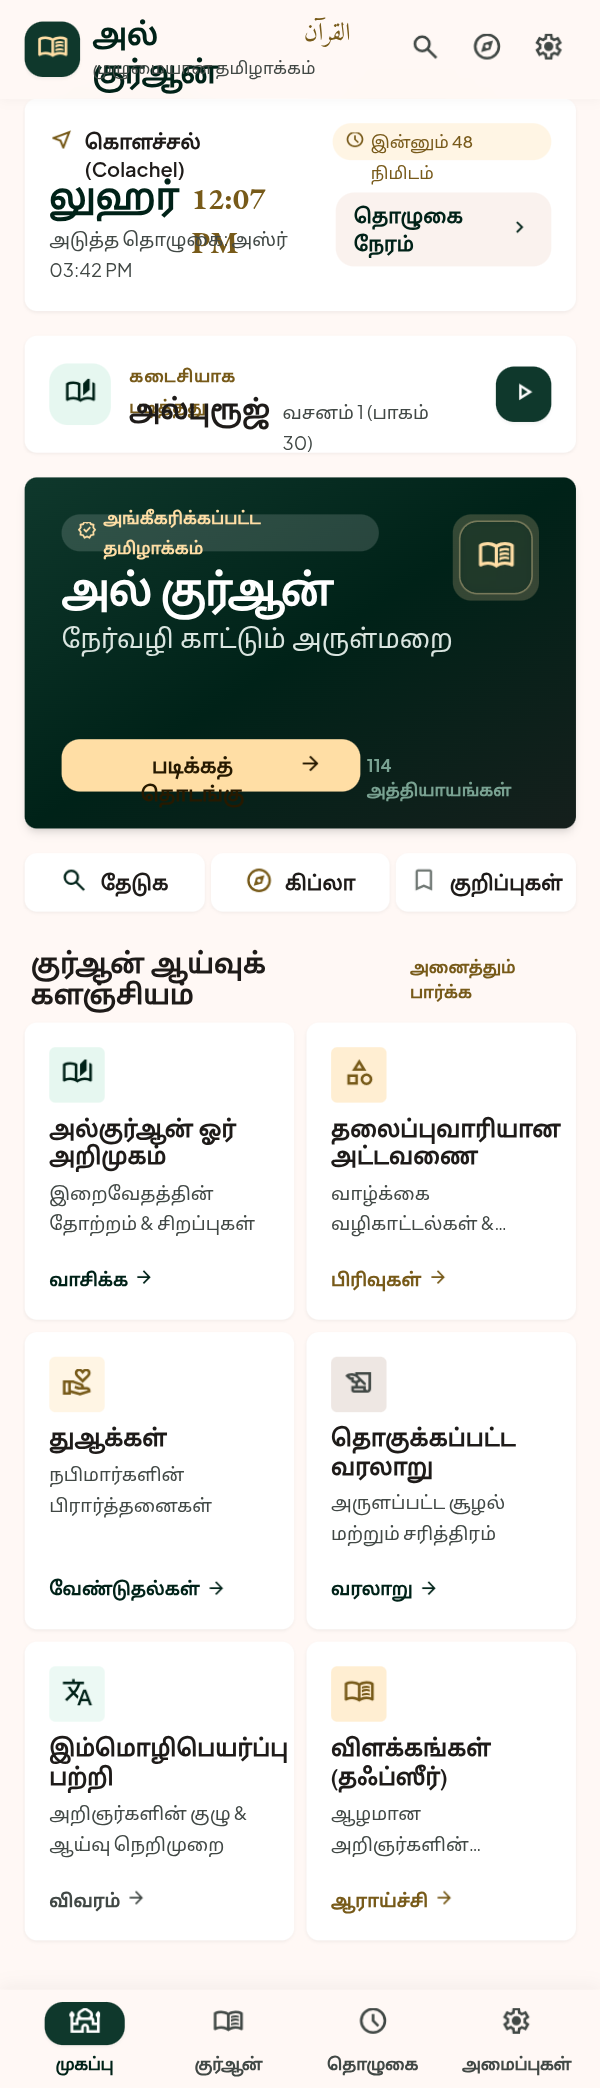 அல்
குர்ஆன்
القرآن
முழுமையான தமிழாக்கம்
கொளச்சல்
(Colachel)
இன்னும் 48
நிமிடம்
லுஹர்
12:07
PM
தொழுகை
நேரம்
அடுத்த தொழுகை: அஸ்ர்
03:42 PM
கடைசியாக
படித்தது
அல்புரூஜ்
வசனம் 1 (பாகம்
30)
அங்கீகரிக்கப்பட்ட
தமிழாக்கம்
அல் குர்ஆன்
நேர்வழி காட்டும் அருள்மறை
படிக்கத்
தொடங்கு
114
அத்தியாயங்கள்
தேடுக
கிப்லா
குறிப்புகள்
குர்ஆன் ஆய்வுக்
களஞ்சியம்
அனைத்தும்
பார்க்க
அல்குர்ஆன் ஓர்
அறிமுகம்
இறைவேதத்தின்
தோற்றம் & சிறப்புகள்
வாசிக்க
தலைப்புவாரியான
அட்டவணை
வாழ்க்கை
வழிகாட்டல்கள் &...
பிரிவுகள்
துஆக்கள்
நபிமார்களின்
பிரார்த்தனைகள்
வேண்டுதல்கள்
தொகுக்கப்பட்ட
வரலாறு
அருளப்பட்ட சூழல்
மற்றும் சரித்திரம்
வரலாறு
இம்மொழிபெயர்ப்பு
பற்றி
அறிஞர்களின் குழு &
ஆய்வு நெறிமுறை
விவரம்
விளக்கங்கள்
(தஃப்ஸீர்)
ஆழமான
அறிஞர்களின்...
ஆராய்ச்சி
முகப்பு
குர்ஆன்
தொழுகை
அமைப்புகள்